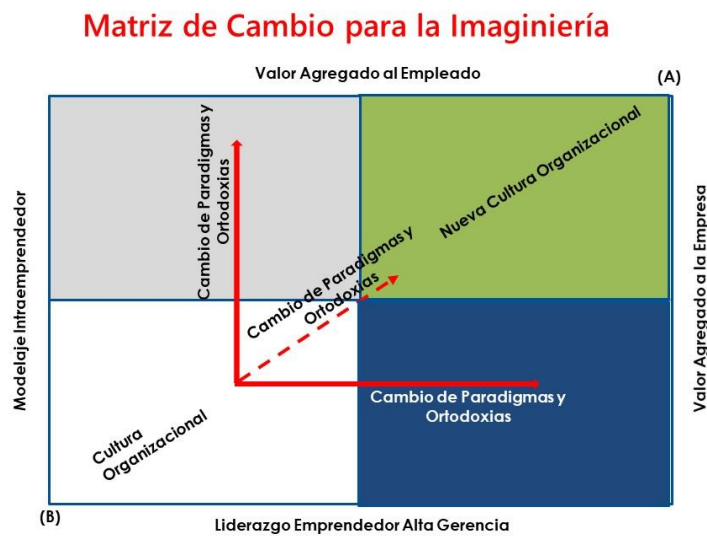 Matriz de Cambio para la Imaginiería
Valor Agregado al Empleado
(A)
Cambio de Paradigmas y
Ortodoxias
Nueva Cultura Organizacional
Modelaje Intraemprendedor
Valor Agregado a la Empresa
Cambio de Paradigmas y
Ortodoxias
Cambio de Paradigmas y
Ortodoxias
Cultura
Organizacional
(B)
Liderazgo Emprendedor Alta Gerencia